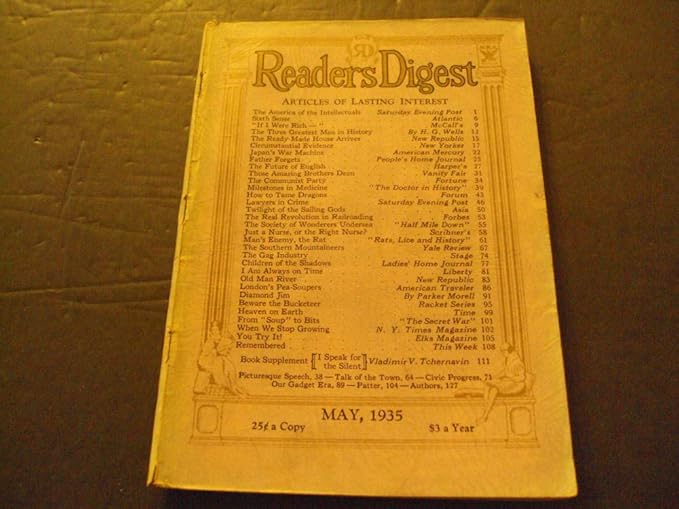 RD
Readers Digest
ARTICLES OF LASTING INTEREST
The America of the Intellectuals Saturday Evening Post 1
Sixth Sense Atlantic 6
"If I Were Rich—" McCall's 9
The Three Greatest Men in History By H. G. Wells 12
The Ready-Made House Arrives New Republic 15
Circumstantial Evidence New Yorker 17
Japan's War Machine American Mercury 22
Father Forgets People's Home Journal 25
The Future of English Harper's 27
Those Amazing Brothers Dean Vanity Fair 31
The Communist Party Fortune 34
Milestones in Medicine "The Doctor in History" 39
How to Tame Dragons Forum 43
Lawyers in Crime Saturday Evening Post 46
Twilight of the Sailing Gods Asia 50
The Real Revolution in Railroading Forbes 53
The Society of Wonderers Undersea "Half Mile Down" 55
Just a Nurse, or the Right Nurse? Scribner's 58
Man's Enemy, the Rat "Rats, Lice and History" 61
The Southern Mountaineers Yale Review 67
The Gag Industry Stage 74
Children of the Shadows Ladies' Home Journal 77
I Am Always on Time Liberty 81
Old Man River New Republic 83
London's Pea-Soupers American Traveler 86
Diamond Jim By Parker Morell 91
Beware the Bucketeer Racket Series 95
Heaven on Earth Time 99
From "Soup" to Bits "The Secret War" 101
When We Stop Growing N. Y. Times Magazine 102
You Try It! Elks Magazine 105
Remembered This Week 108
Book Supplement [I Speak for the Silent] Vladimir V. Tchernavin 111
Picturesque Speech, 38 — Talk of the Town, 64 — Civic Progress, 71
Our Gadget Era, 89 — Patter, 104 — Authors, 127
MAY, 1935
25¢ a Copy $3 a Year